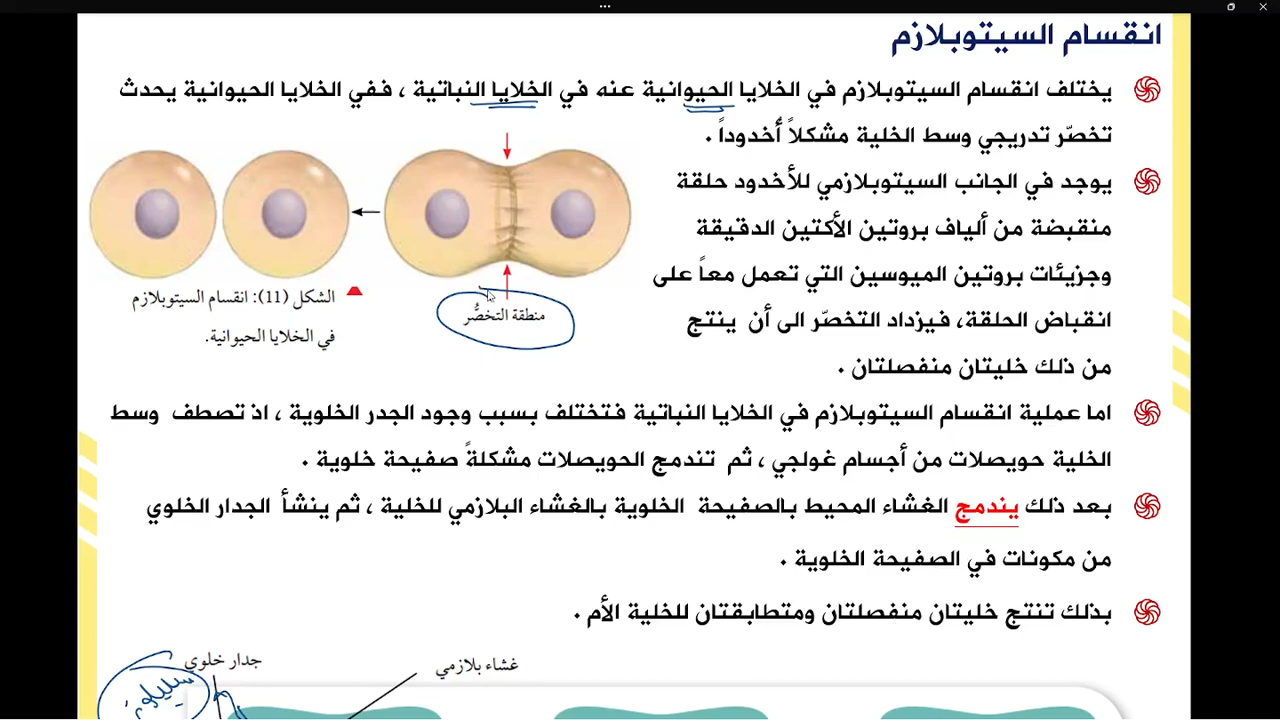 انقسام السيتوبلازم
يختلف انقسام السيتوبلازم في الخلايا الحيوانية عنه في الخلايا النباتية ، ففي الخلايا الحيوانية يحدث
تخصّر تدريجي وسط الخلية مشكلاً أخدوداً .
يوجد في الجانب السيتوبلازمي للأخدود حلقة
منقبضة من ألياف بروتين الأكتين الدقيقة
وجزيئات بروتين الميوسين التي تعمل معاً على
انقباض الحلقة، فيزداد التخصّر الى أن ينتج
من ذلك خليتان منفصلتان .
منطقة التخصُّر
الشكل (11): انقسام السيتوبلازم
في الخلايا الحيوانية.
اما عملية انقسام السيتوبلازم في الخلايا النباتية فتختلف بسبب وجود الجدر الخلوية ، اذ تصطف وسط
الخلية حويصلات من أجسام غولجي ، ثم تندمج الحويصلات مشكلةً صفيحة خلوية .
بعد ذلك يندمج الغشاء المحيط بالصفيحة الخلوية بالغشاء البلازمي للخلية ، ثم ينشأ الجدار الخلوي
من مكونات في الصفيحة الخلوية .
بذلك تنتج خليتان منفصلتان ومتطابقتان للخلية الأم .
غشاء بلازمي
جدار خلوي